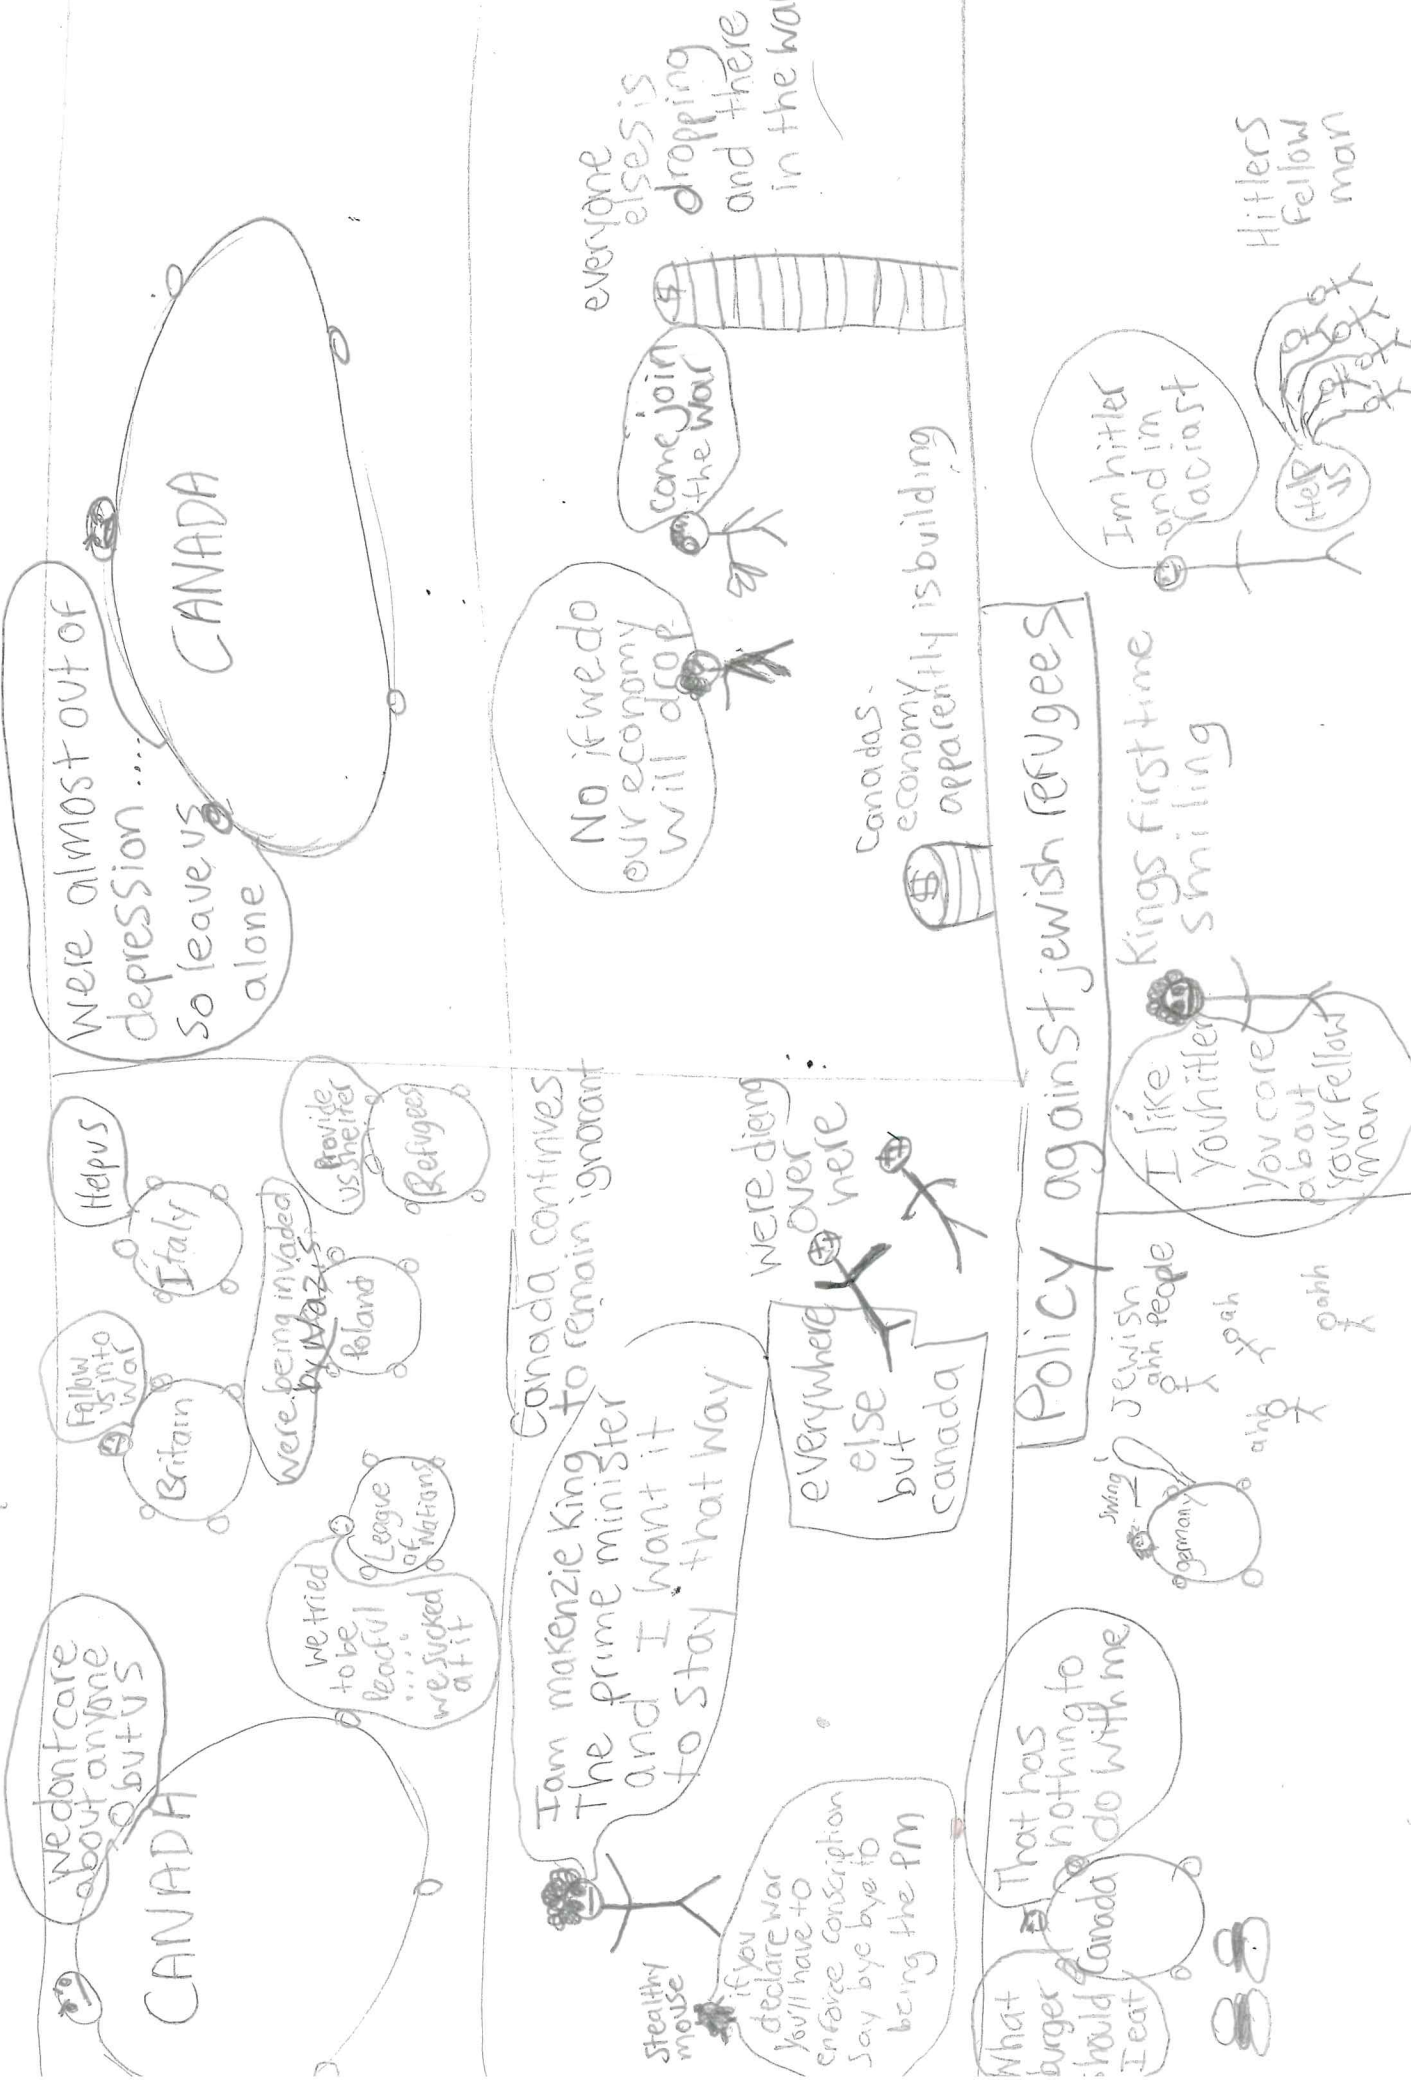 we dont care
about anyone
but us
CANADA
Follow
us into
war
Britain
Help us
Italy
we tried
to be
peacful
.....
we sucked
at it
League
of
Nations
were being invaded
by Nazis
Poland
Provide
us shelter
Refugees
were almost out of
depression .....
so leave us
alone
CANADA
Canada continues
to remain ignorant
I am makenzie King
The prime minister
and I want it
to stay that way
stealthy
mouse
if you
declare war
you'll have to
enforce conscription
say bye bye to
being the PM
everywhere
else
but
canada
were dieing
over
here
No if we do
our economy
will drop
come join
the war
everyone
elses is
dropping
and there
in the wa
Canadas
economy
apparently is building
$
$
Policy against jewish refugees
What
burger
should
I eat
That has
nothing to
do with me
Canada
swing
Germany
Jewish
people
ahh
ah
ahh
ahh
I like
you hitler
you care
about
your fellow
man
Kings first time
smiling
Im hitler
and im
racist
Help
us
Hitlers
fellow
man